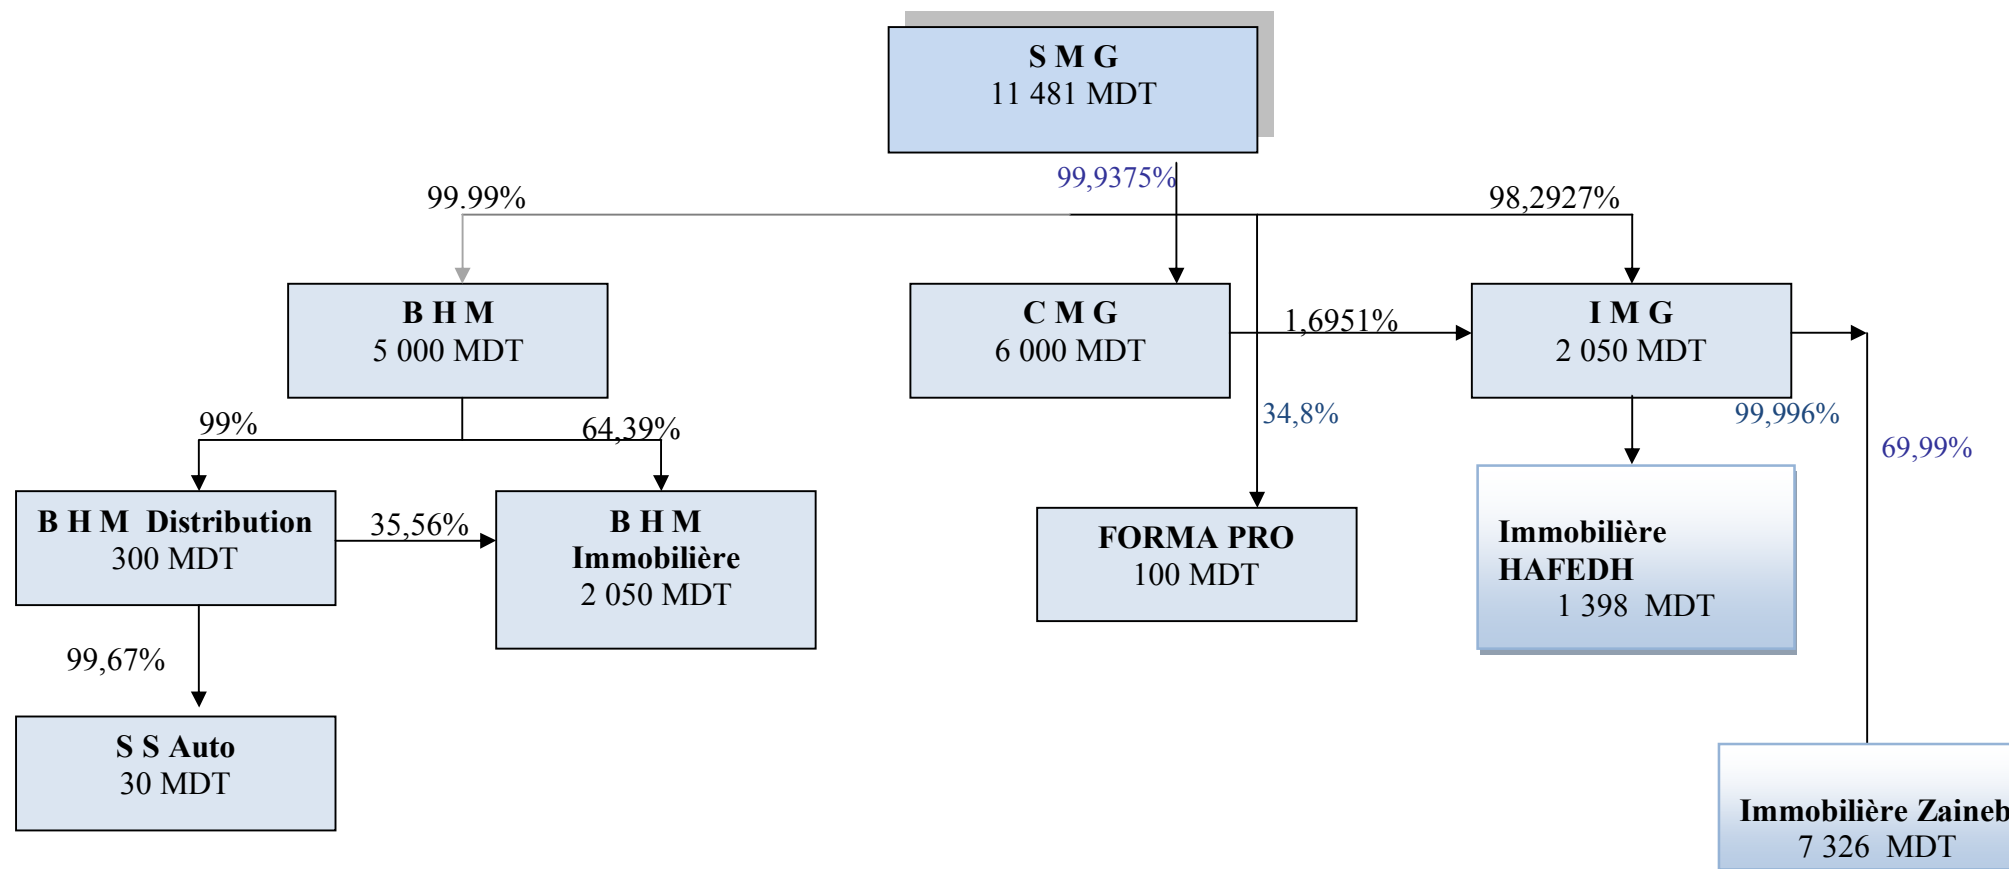 S M G
11 481 MDT
99,9375%
99.99%
98,2927%
B H M
5 000 MDT
C M G
6 000 MDT
1,6951%
I M G
2 050 MDT
99%
64,39%
34,8%
99,996%
69,99%
B H M Distribution
300 MDT
35,56%
B H M
Immobilière
2 050 MDT
FORMA PRO
100 MDT
Immobilière
HAFEDH
1 398 MDT
99,67%
S S Auto
30 MDT
Immobilière Zaineb
7 326 MDT